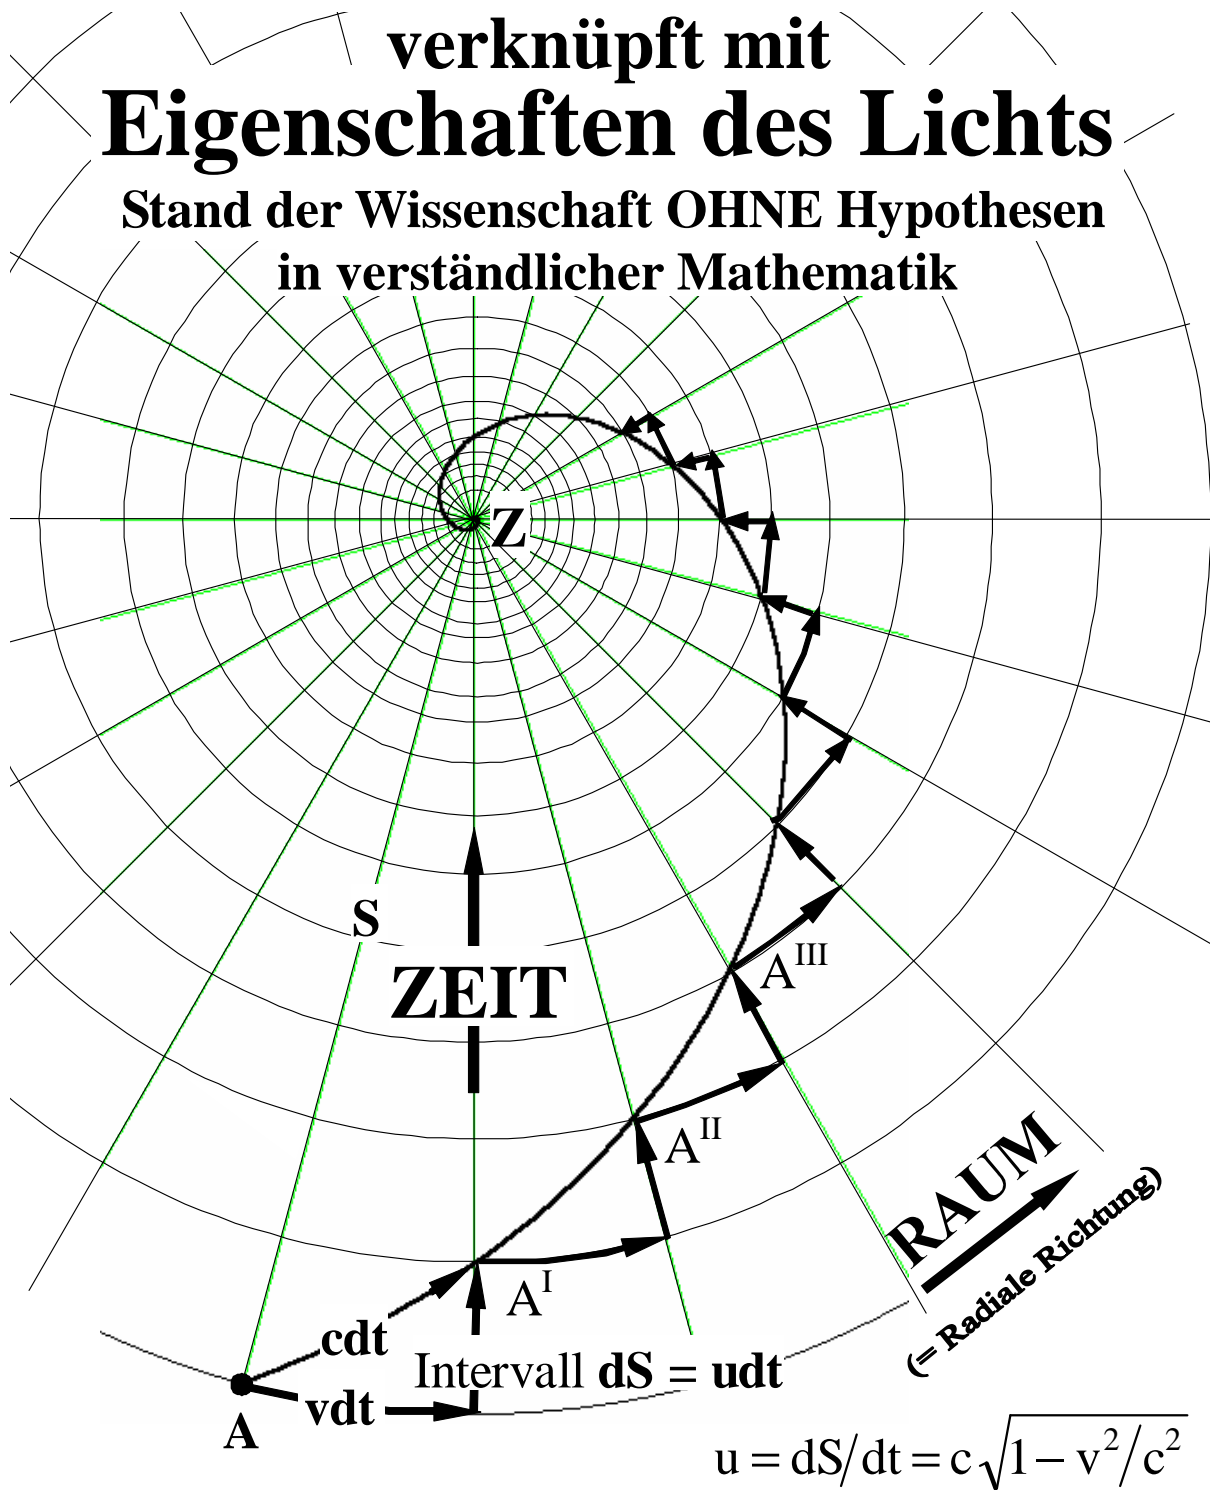 verknüpft mit
Eigenschaften des Lichts
Stand der Wissenschaft OHNE Hypothesen
in verständlicher Mathematik
Z
S
ZEIT
A^III
A^II
RAUM
(= Radiale Richtung)
A^I
cdt
Intervall dS = udt
vdt
A
u = dS/dt = c√(1 − v²/c²)